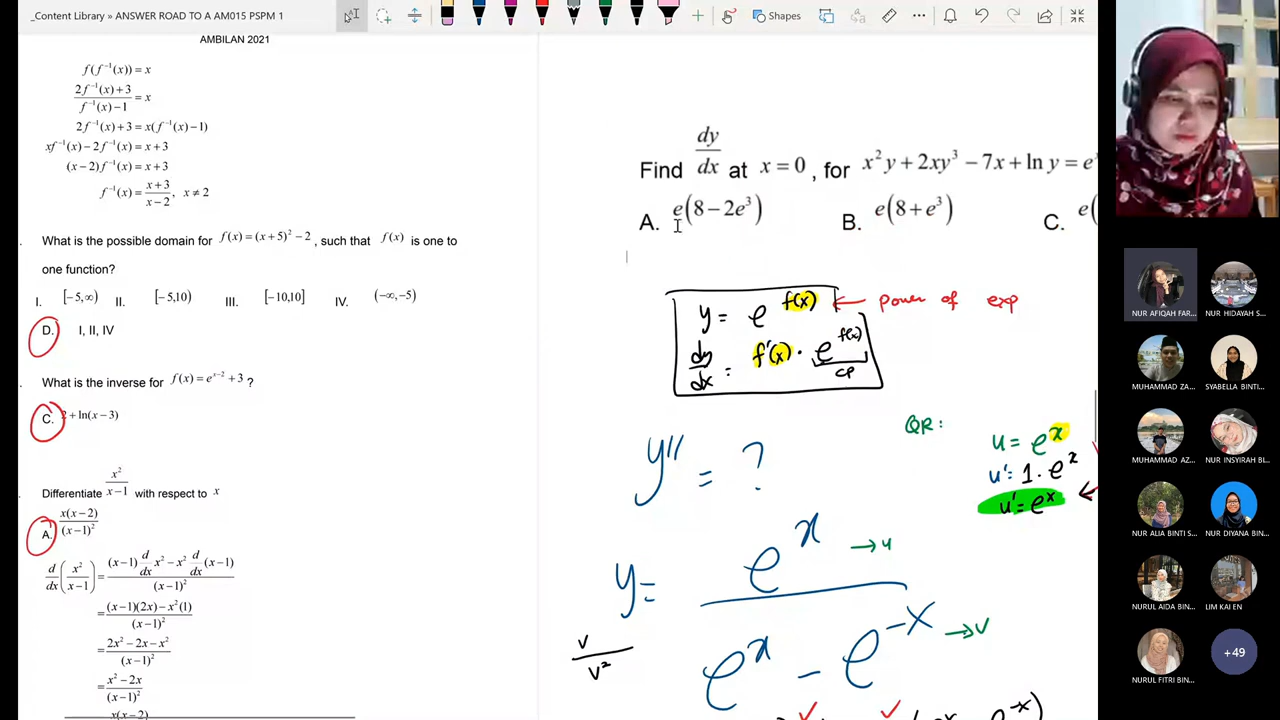 _Content Library » ANSWER ROAD TO A AM015 PSPM 1
Shapes
AMBILAN 2021
f(f⁻¹(x)) = x
(2f⁻¹(x)+3)/(f⁻¹(x)−1) = x
2f⁻¹(x)+3 = x(f⁻¹(x)−1)
xf⁻¹(x)−2f⁻¹(x) = x+3
(x−2)f⁻¹(x) = x+3
f⁻¹(x) = (x+3)/(x−2), x ≠ 2
What is the possible domain for f(x) = (x+5)²−2, such that f(x) is one to
one function?
I. [−5,∞) II. [−5,10) III. [−10,10] IV. (−∞,−5)
D. I, II, IV
What is the inverse for f(x) = eˣ⁻²+3?
C. 2+ln(x−3)
Differentiate x²/(x−1) with respect to x
A. x(x−2)/(x−1)²
d/dx(x²/(x−1)) = ((x−1) d/dx x² − x² d/dx (x−1))/(x−1)²
= ((x−1)(2x)−x²(1))/(x−1)²
= (2x²−2x−x²)/(x−1)²
= (x²−2x)/(x−1)²
x(x−2)
Find dy/dx at x = 0, for x²y + 2xy³ − 7x + ln y = e
A. e(8−2e³) B. e(8+e³) C. e(
y = e^f(x) ← power of exp
dy/dx = f'(x) · e^f(x)
cp
QR:
u = eˣ
u' = 1 · eˣ
u' = eˣ ←
y'' = ?
y = eˣ → u
eˣ − e⁻ˣ → v
v/v²
e⁻ˣ)
NUR AFIQAH FAR...
NUR HIDAYAH S...
MUHAMMAD ZA...
SYABELLA BINTI...
MUHAMMAD AZ...
NUR INSYIRAH BI...
NUR ALIA BINTI S...
NUR DIYANA BIN...
NURUL AIDA BIN...
LIM KAI EN
NURUL FITRI BIN...
+49